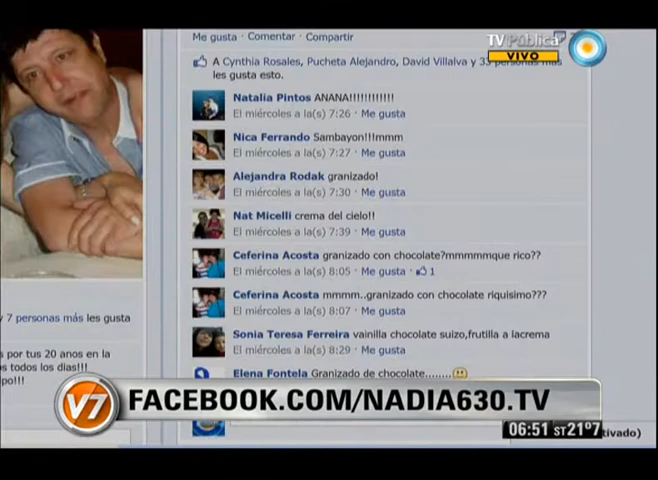 Me gusta · Comentar · Compartir
TV Pública
VIVO
A Cynthia Rosales, Pucheta Alejandro, David Villalva y 33 personas más
les gusta esto.
Natalia Pintos ANANA!!!!!!!!!!!!
El miércoles a la(s) 7:26 · Me gusta
Nica Ferrando Sambayon!!!mmm
El miércoles a la(s) 7:27 · Me gusta
Alejandra Rodak granizado!
El miércoles a la(s) 7:30 · Me gusta
Nat Micelli crema del cielo!!
El miércoles a la(s) 7:39 · Me gusta
Ceferina Acosta granizado con chocolate?mmmmmque rico??
El miércoles a la(s) 8:05 · Me gusta · 1
Ceferina Acosta mmmm..granizado con chocolate riquisimo???
El miércoles a la(s) 8:07 · Me gusta
Sonia Teresa Ferreira vainilla chocolate suizo,frutilla a lacrema
El miércoles a la(s) 8:29 · Me gusta
Elena Fontela Granizado de chocolate........
y 7 personas más les gusta
s por tus 20 anos en la
s todos los dias!!!
po!!!
V7
FACEBOOK.COM/NADIA630.TV
06:51 ST21°7
tivado)